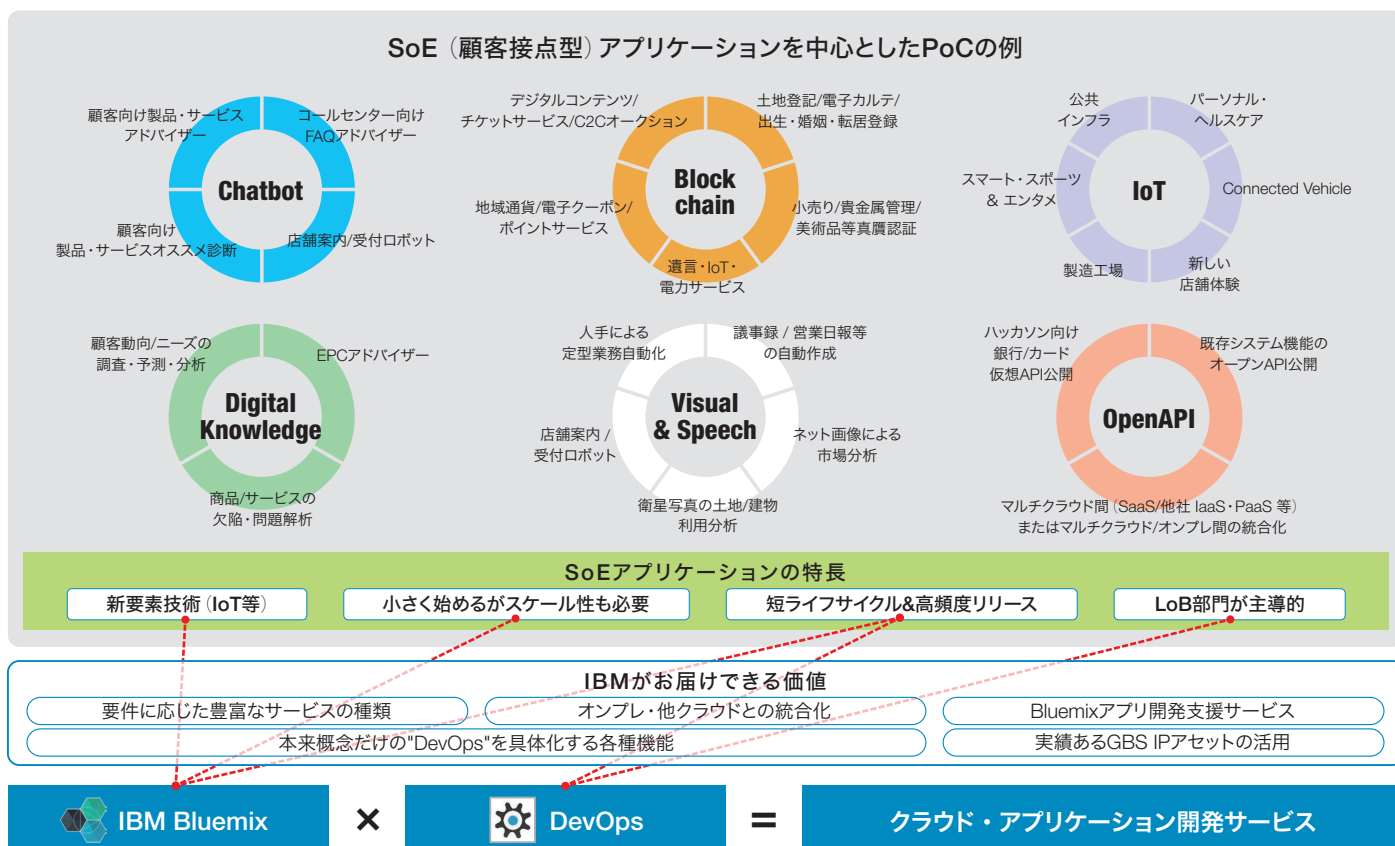 SoE（顧客接点型）アプリケーションを中心としたPoCの例
顧客向け製品・サービス
アドバイザー
コールセンター向け
FAQアドバイザー
Chatbot
顧客向け
製品・サービスオススメ診断
店舗案内/受付ロボット
デジタルコンテンツ/
チケットサービス/C2Cオークション
土地登記/電子カルテ/
出生・婚姻・転居登録
Block
chain
地域通貨/電子クーポン/
ポイントサービス
小売り/貴金属管理/
美術品等真贋認証
遺言・IoT・
電力サービス
公共
インフラ
パーソナル・
ヘルスケア
スマート・スポーツ
& エンタメ
IoT
Connected Vehicle
製造工場
新しい
店舗体験
顧客動向/ニーズの
調査・予測・分析
EPCアドバイザー
Digital
Knowledge
商品/サービスの
欠陥・問題解析
人手による
定型業務自動化
議事録 / 営業日報等
の自動作成
Visual
& Speech
店舗案内 /
受付ロボット
ネット画像による
市場分析
衛星写真の土地/建物
利用分析
ハッカソン向け
銀行/カード
仮想API公開
既存システム機能の
オープンAPI公開
OpenAPI
マルチクラウド間（SaaS/他社 IaaS・PaaS 等）
またはマルチクラウド/オンプレ間の統合化
SoEアプリケーションの特長
新要素技術（IoT等）
小さく始めるがスケール性も必要
短ライフサイクル&高頻度リリース
LoB部門が主導的
IBMがお届けできる価値
要件に応じた豊富なサービスの種類
オンプレ・他クラウドとの統合化
Bluemixアプリ開発支援サービス
本来概念だけの"DevOps"を具体化する各種機能
実績あるGBS IPアセットの活用
IBM Bluemix
×
DevOps
=
クラウド・アプリケーション開発サービス